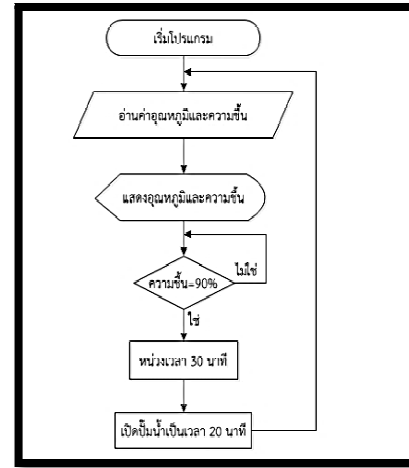 เริ่มโปรแกรม
อ่านค่าอุณหภูมิและความชื้น
แสดงอุณหภูมิและความชื้น
ความชื้น=90%
ไม่ใช่
ใช่
หน่วงเวลา 30 นาที
เปิดปั๊มน้ำเป็นเวลา 20 นาที